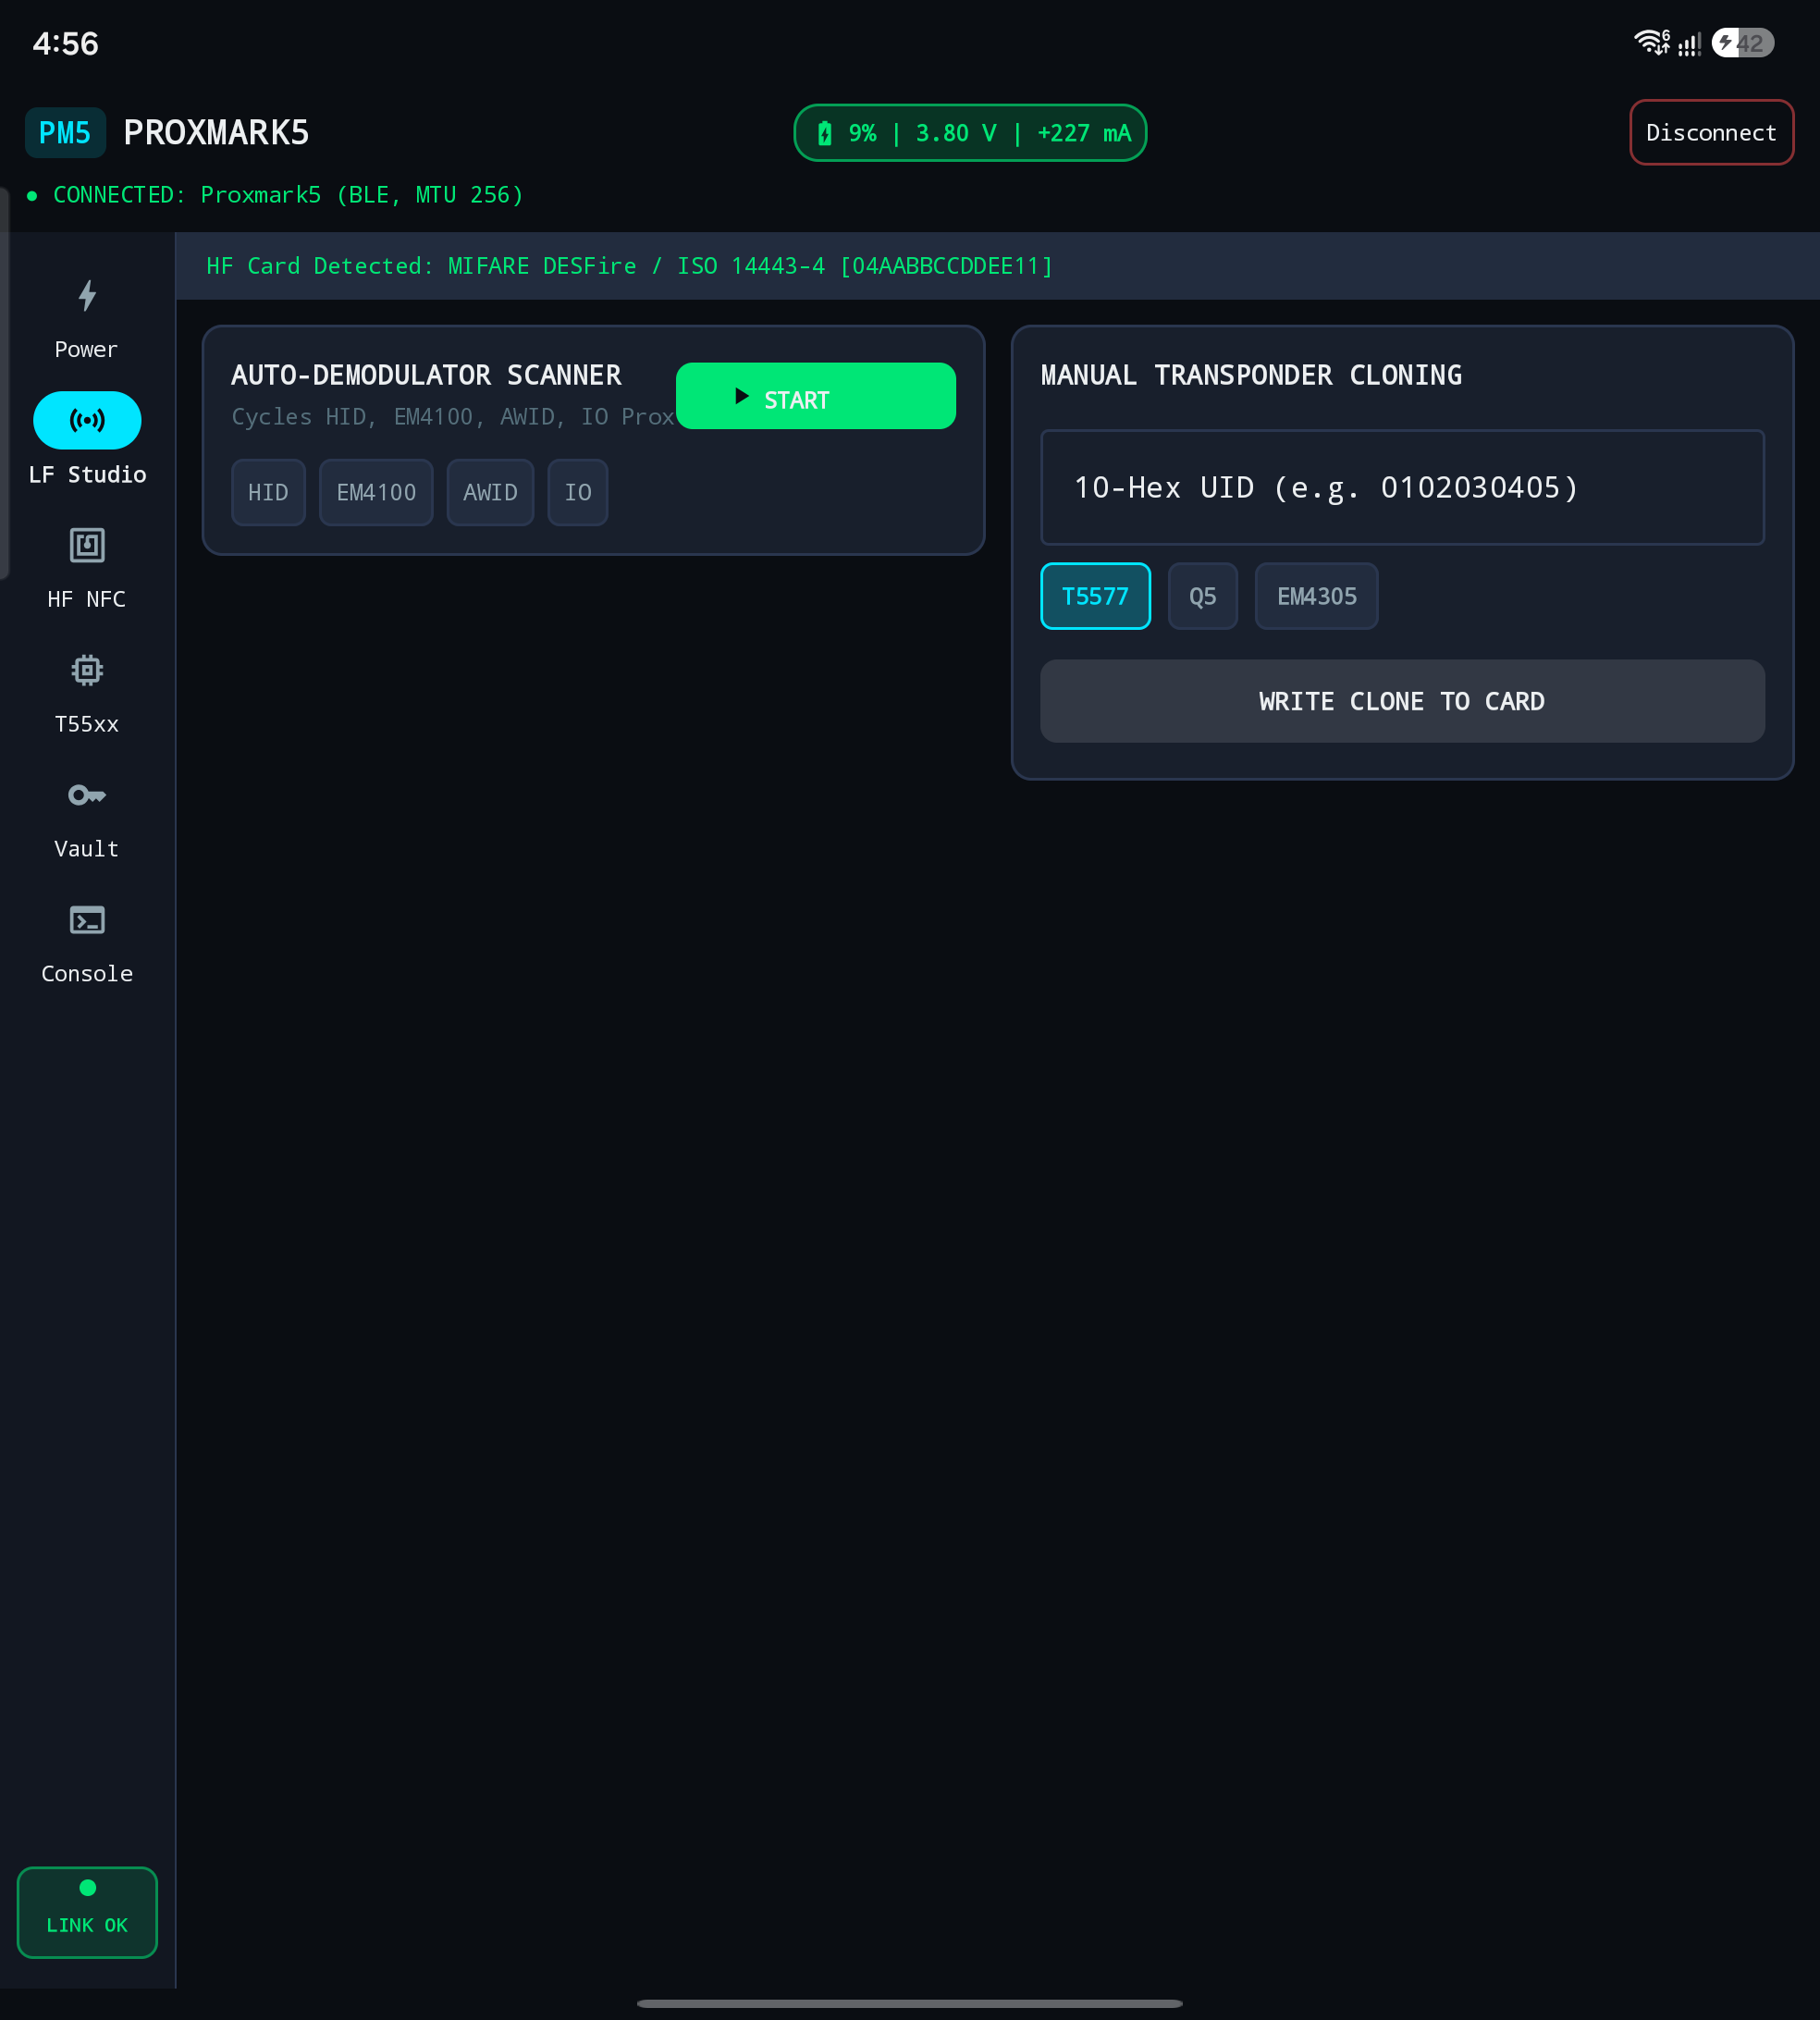 4:56
6
42
PM5 PROXMARK5
9% | 3.80 V | +227 mA
Disconnect
● CONNECTED: Proxmark5 (BLE, MTU 256)
HF Card Detected: MIFARE DESFire / ISO 14443-4 [04AABBCCDDEE11]
Power
LF Studio
HF NFC
T55xx
Vault
Console
LINK OK
AUTO-DEMODULATOR SCANNER
Cycles HID, EM4100, AWID, IO Prox
START
HID EM4100 AWID IO
MANUAL TRANSPONDER CLONING
10-Hex UID (e.g. 0102030405)
T5577 Q5 EM4305
WRITE CLONE TO CARD